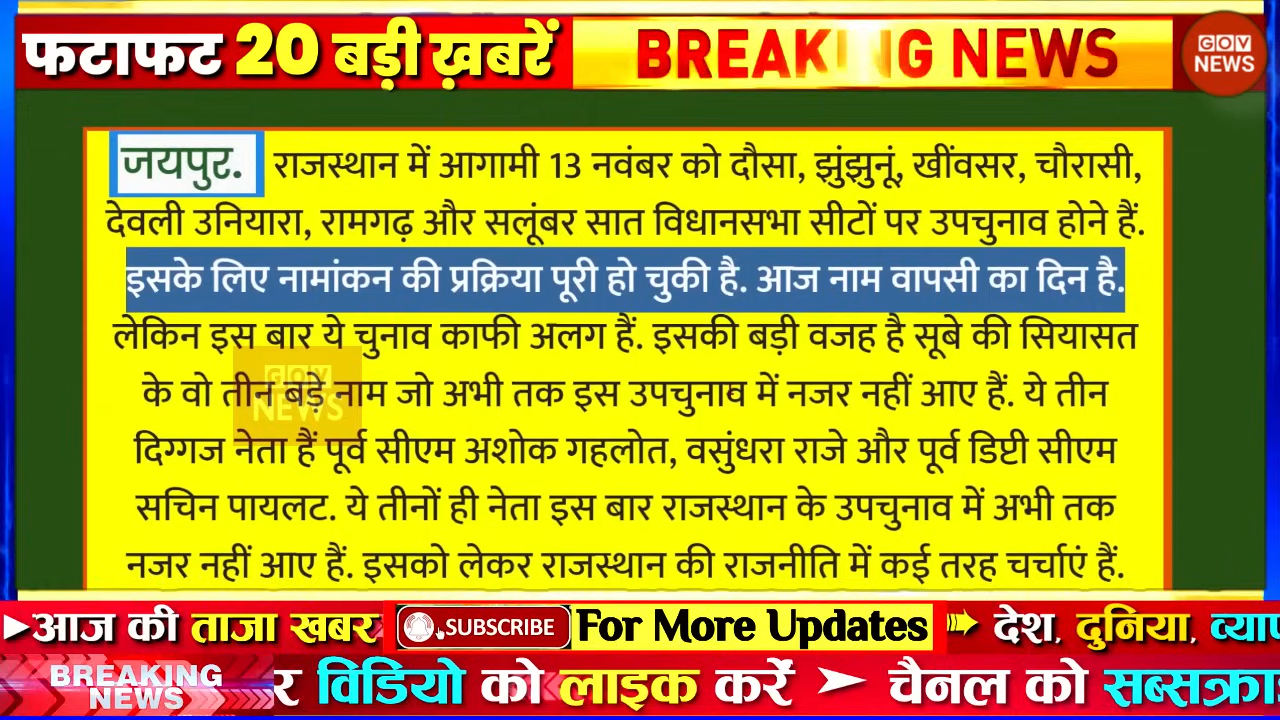 फटाफट 20 बड़ी ख़बरें
BREAKING NEWS
GOV
NEWS
जयपुर. राजस्थान में आगामी 13 नवंबर को दौसा, झुंझुनूं, खींवसर, चौरासी,
देवली उनियारा, रामगढ़ और सलूंबर सात विधानसभा सीटों पर उपचुनाव होने हैं.
इसके लिए नामांकन की प्रक्रिया पूरी हो चुकी है. आज नाम वापसी का दिन है.
लेकिन इस बार ये चुनाव काफी अलग हैं. इसकी बड़ी वजह है सूबे की सियासत
के वो तीन बड़े नाम जो अभी तक इस उपचुनाव में नजर नहीं आए हैं. ये तीन
दिग्गज नेता हैं पूर्व सीएम अशोक गहलोत, वसुंधरा राजे और पूर्व डिप्टी सीएम
सचिन पायलट. ये तीनों ही नेता इस बार राजस्थान के उपचुनाव में अभी तक
नजर नहीं आए हैं. इसको लेकर राजस्थान की राजनीति में कई तरह चर्चाएं हैं.
GOV
NEWS
आज की ताजा खबर SUBSCRIBE For More Updates देश, दुनिया,
BREAKING
NEWS
विडियो को लाइक करें चैनल को